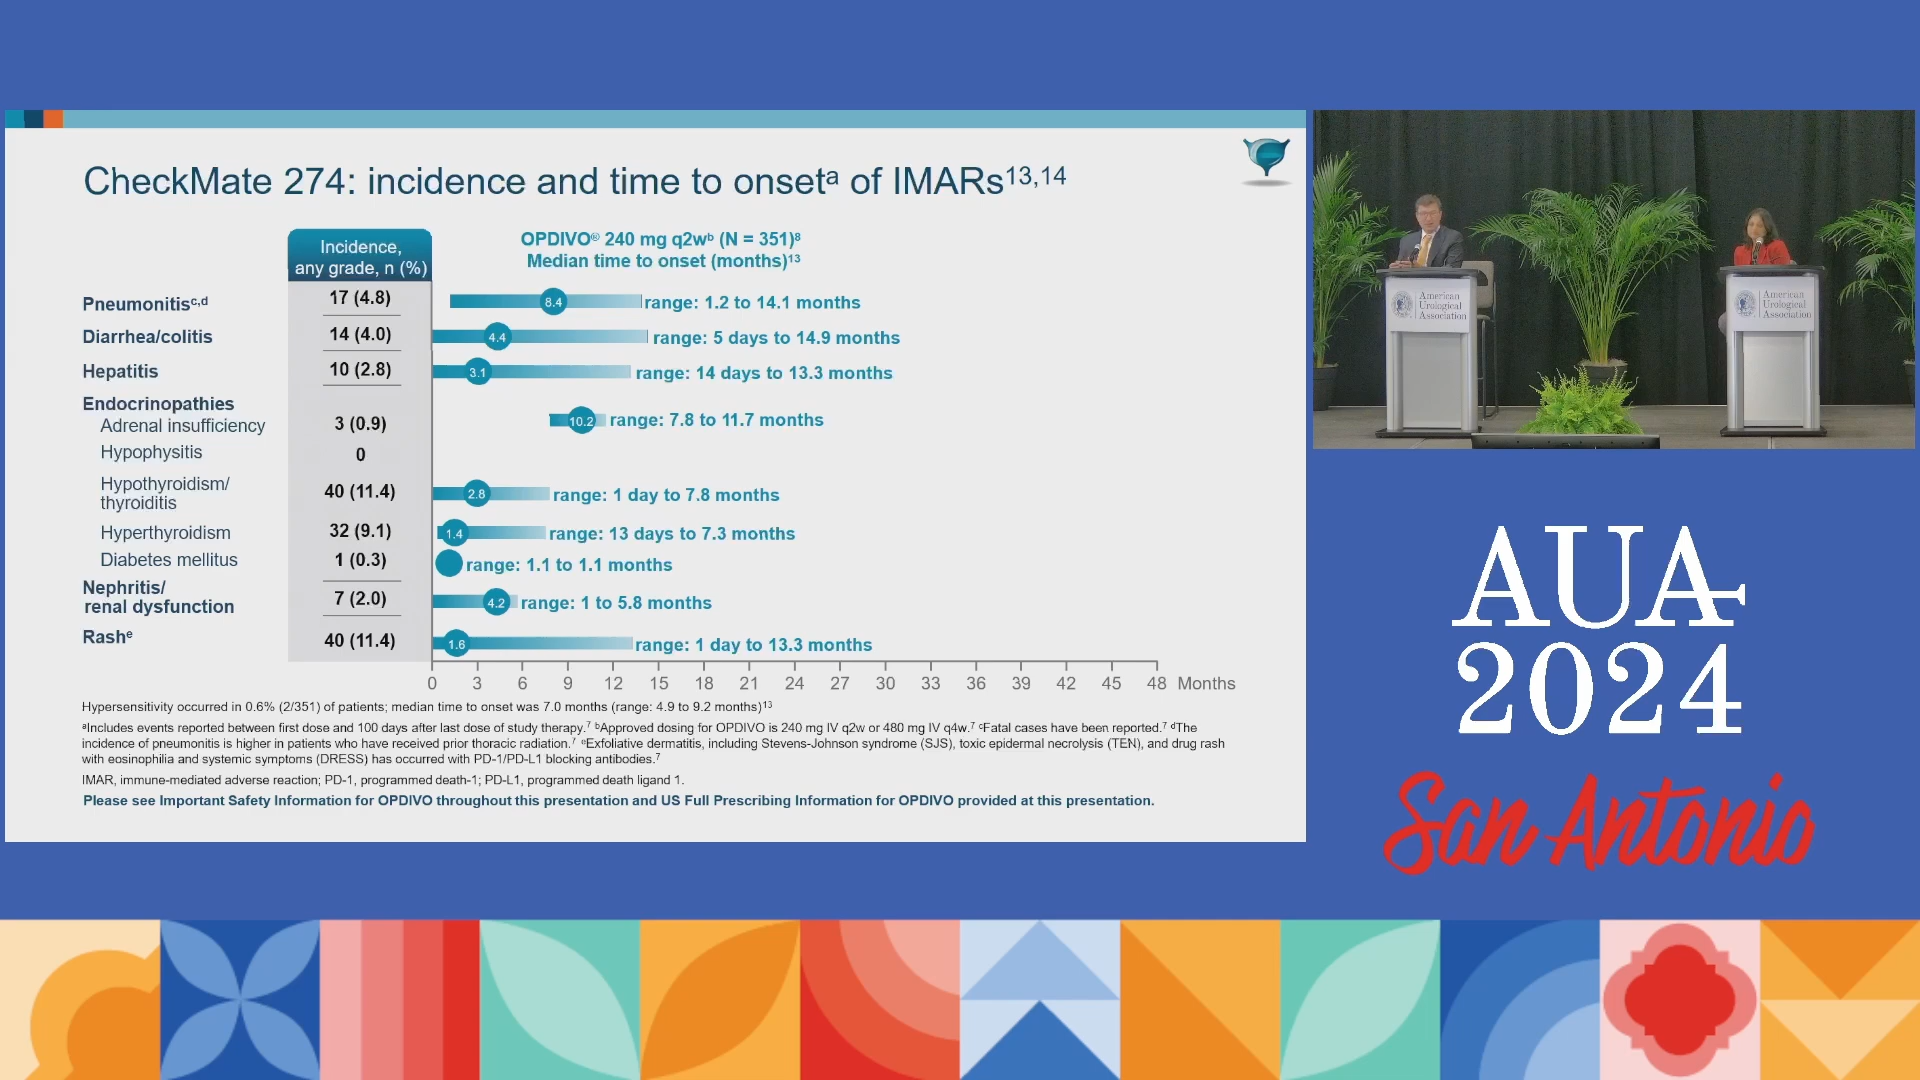 CheckMate 274: incidence and time to onsetᵃ of IMARs¹³,¹⁴
Incidence,
any grade, n (%)
OPDIVO® 240 mg q2wᵇ (N = 351)⁸
Median time to onset (months)¹³
Pneumonitisᶜ,ᵈ 17 (4.8) 8.4 range: 1.2 to 14.1 months
Diarrhea/colitis 14 (4.0) 4.4 range: 5 days to 14.9 months
Hepatitis 10 (2.8) 3.1 range: 14 days to 13.3 months
Endocrinopathies
Adrenal insufficiency 3 (0.9) 10.2 range: 7.8 to 11.7 months
Hypophysitis 0
Hypothyroidism/
thyroiditis 40 (11.4) 2.8 range: 1 day to 7.8 months
Hyperthyroidism 32 (9.1) 1.4 range: 13 days to 7.3 months
Diabetes mellitus 1 (0.3) range: 1.1 to 1.1 months
Nephritis/
renal dysfunction 7 (2.0) 4.2 range: 1 to 5.8 months
Rashᵉ 40 (11.4) 1.6 range: 1 day to 13.3 months
0 3 6 9 12 15 18 21 24 27 30 33 36 39 42 45 48 Months
Hypersensitivity occurred in 0.6% (2/351) of patients; median time to onset was 7.0 months (range: 4.9 to 9.2 months)¹³
ᵃIncludes events reported between first dose and 100 days after last dose of study therapy.⁷ ᵇApproved dosing for OPDIVO is 240 mg IV q2w or 480 mg IV q4w.⁷ ᶜFatal cases have been reported.⁷ ᵈThe
incidence of pneumonitis is higher in patients who have received prior thoracic radiation.⁷ ᵉExfoliative dermatitis, including Stevens-Johnson syndrome (SJS), toxic epidermal necrolysis (TEN), and drug rash
with eosinophilia and systemic symptoms (DRESS) has occurred with PD-1/PD-L1 blocking antibodies.⁷
IMAR, immune-mediated adverse reaction; PD-1, programmed death-1; PD-L1, programmed death ligand 1.
Please see Important Safety Information for OPDIVO throughout this presentation and US Full Prescribing Information for OPDIVO provided at this presentation.
American
Urological
Association
American
Urological
Association
AUA
2024
San Antonio